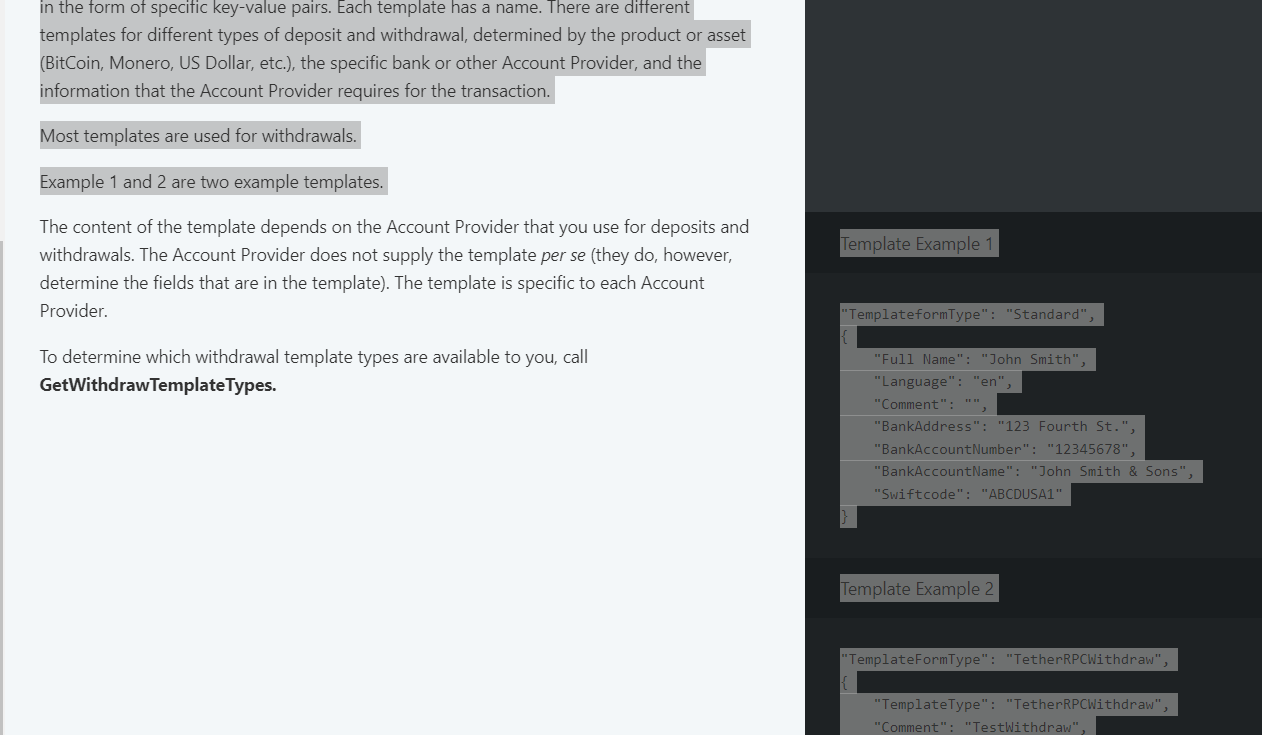 in the form of specific key-value pairs. Each template has a name. There are different
templates for different types of deposit and withdrawal, determined by the product or asset
(BitCoin, Monero, US Dollar, etc.), the specific bank or other Account Provider, and the
information that the Account Provider requires for the transaction.
Most templates are used for withdrawals.
Example 1 and 2 are two example templates.
The content of the template depends on the Account Provider that you use for deposits and
withdrawals. The Account Provider does not supply the template per se (they do, however,
determine the fields that are in the template). The template is specific to each Account
Provider.
To determine which withdrawal template types are available to you, call
GetWithdrawTemplateTypes.
Template Example 1
"TemplateformType": "Standard",
{
"Full Name": "John Smith",
"Language": "en",
"Comment": "",
"BankAddress": "123 Fourth St.",
"BankAccountNumber": "12345678",
"BankAccountName": "John Smith & Sons",
"Swiftcode": "ABCDUSA1"
}
Template Example 2
"TemplateFormType": "TetherRPCWithdraw",
{
"TemplateType": "TetherRPCWithdraw",
"Comment": "TestWithdraw",